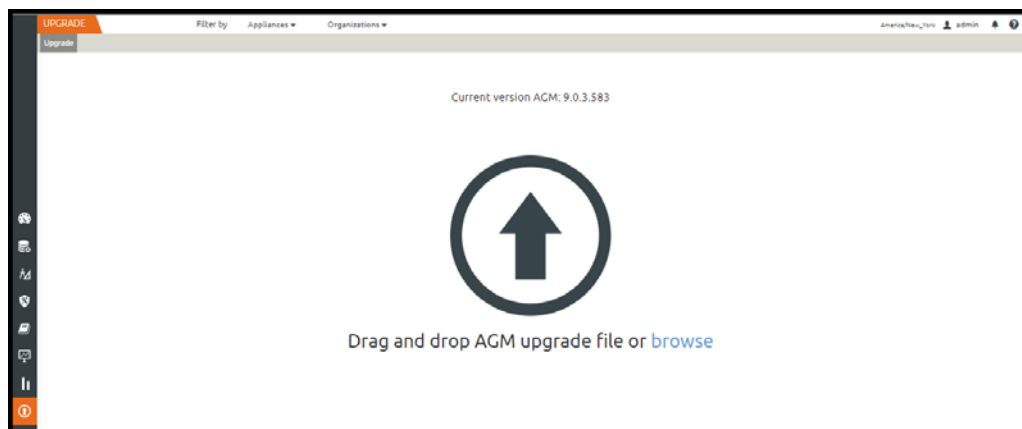 UPGRADE Filter by Appliances Organizations America/New_York admin
Upgrade
Current version AGM: 9.0.3.583
Drag and drop AGM upgrade file or browse